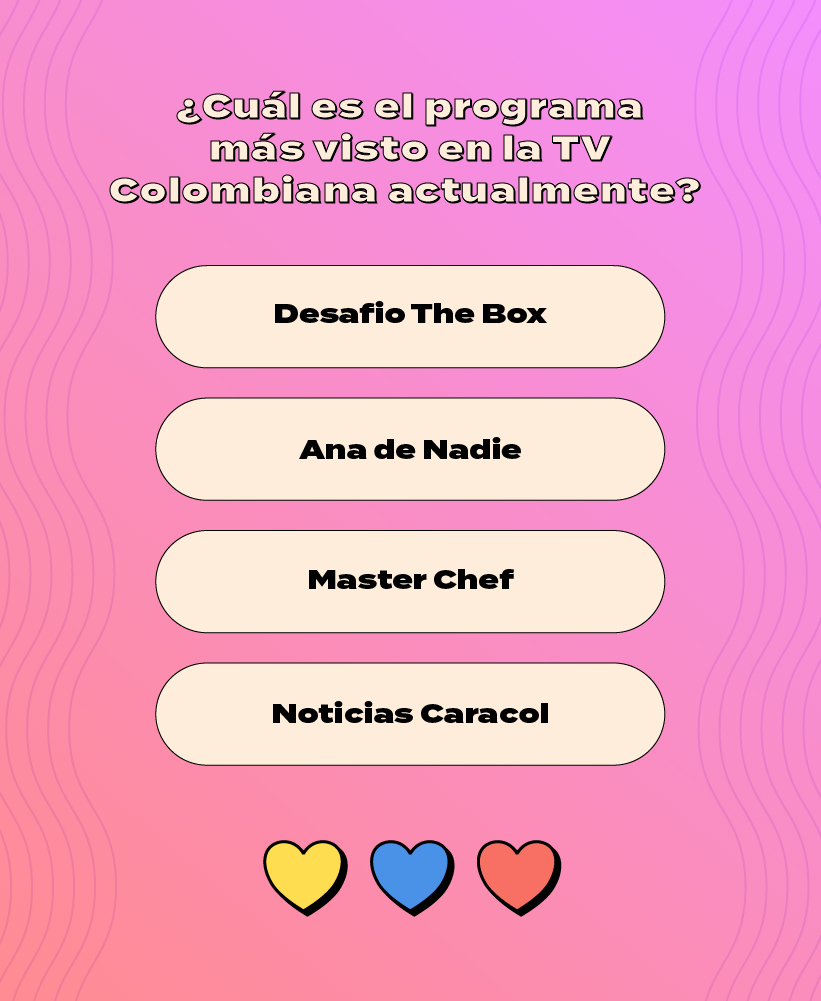 ¿Cuál es el programa
más visto en la TV
Colombiana actualmente?
Desafio The Box
Ana de Nadie
Master Chef
Noticias Caracol